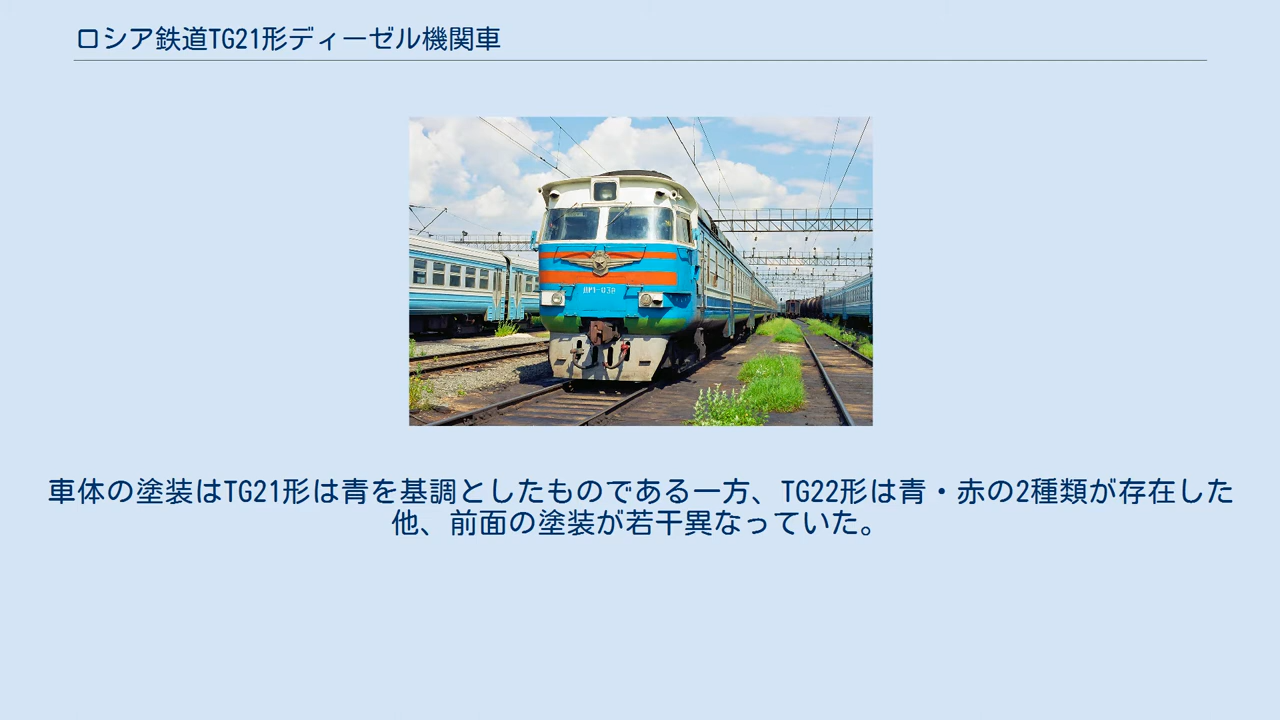 ロシア鉄道TG21形ディーゼル機関車
車体の塗装はTG21形は青を基調としたものである一方、TG22形は青・赤の2種類が存在した
他、前面の塗装が若干異なっていた。